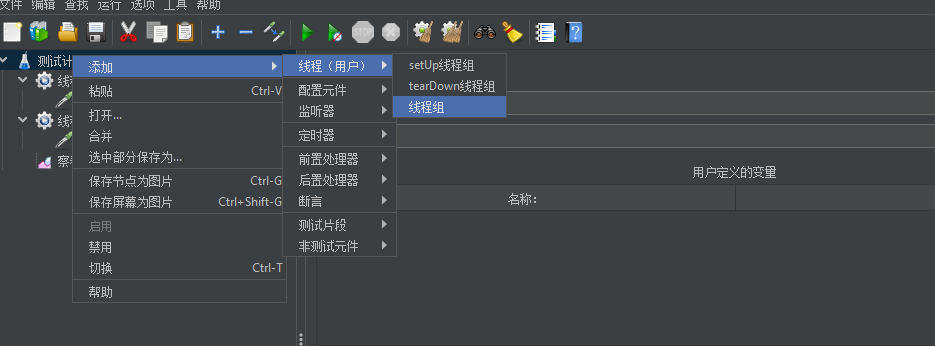 文件 编辑 查找 运行 选项 工具 帮助
测试计
线
线
察
添加
粘贴 Ctrl-V
打开...
合并
选中部分保存为...
保存节点为图片 Ctrl-G
保存屏幕为图片 Ctrl+Shift-G
启用
禁用
切换 Ctrl-T
帮助
线程（用户）
配置元件
监听器
定时器
前置处理器
后置处理器
断言
测试片段
非测试元件
setUp线程组
tearDown线程组
线程组
用户定义的变量
名称: